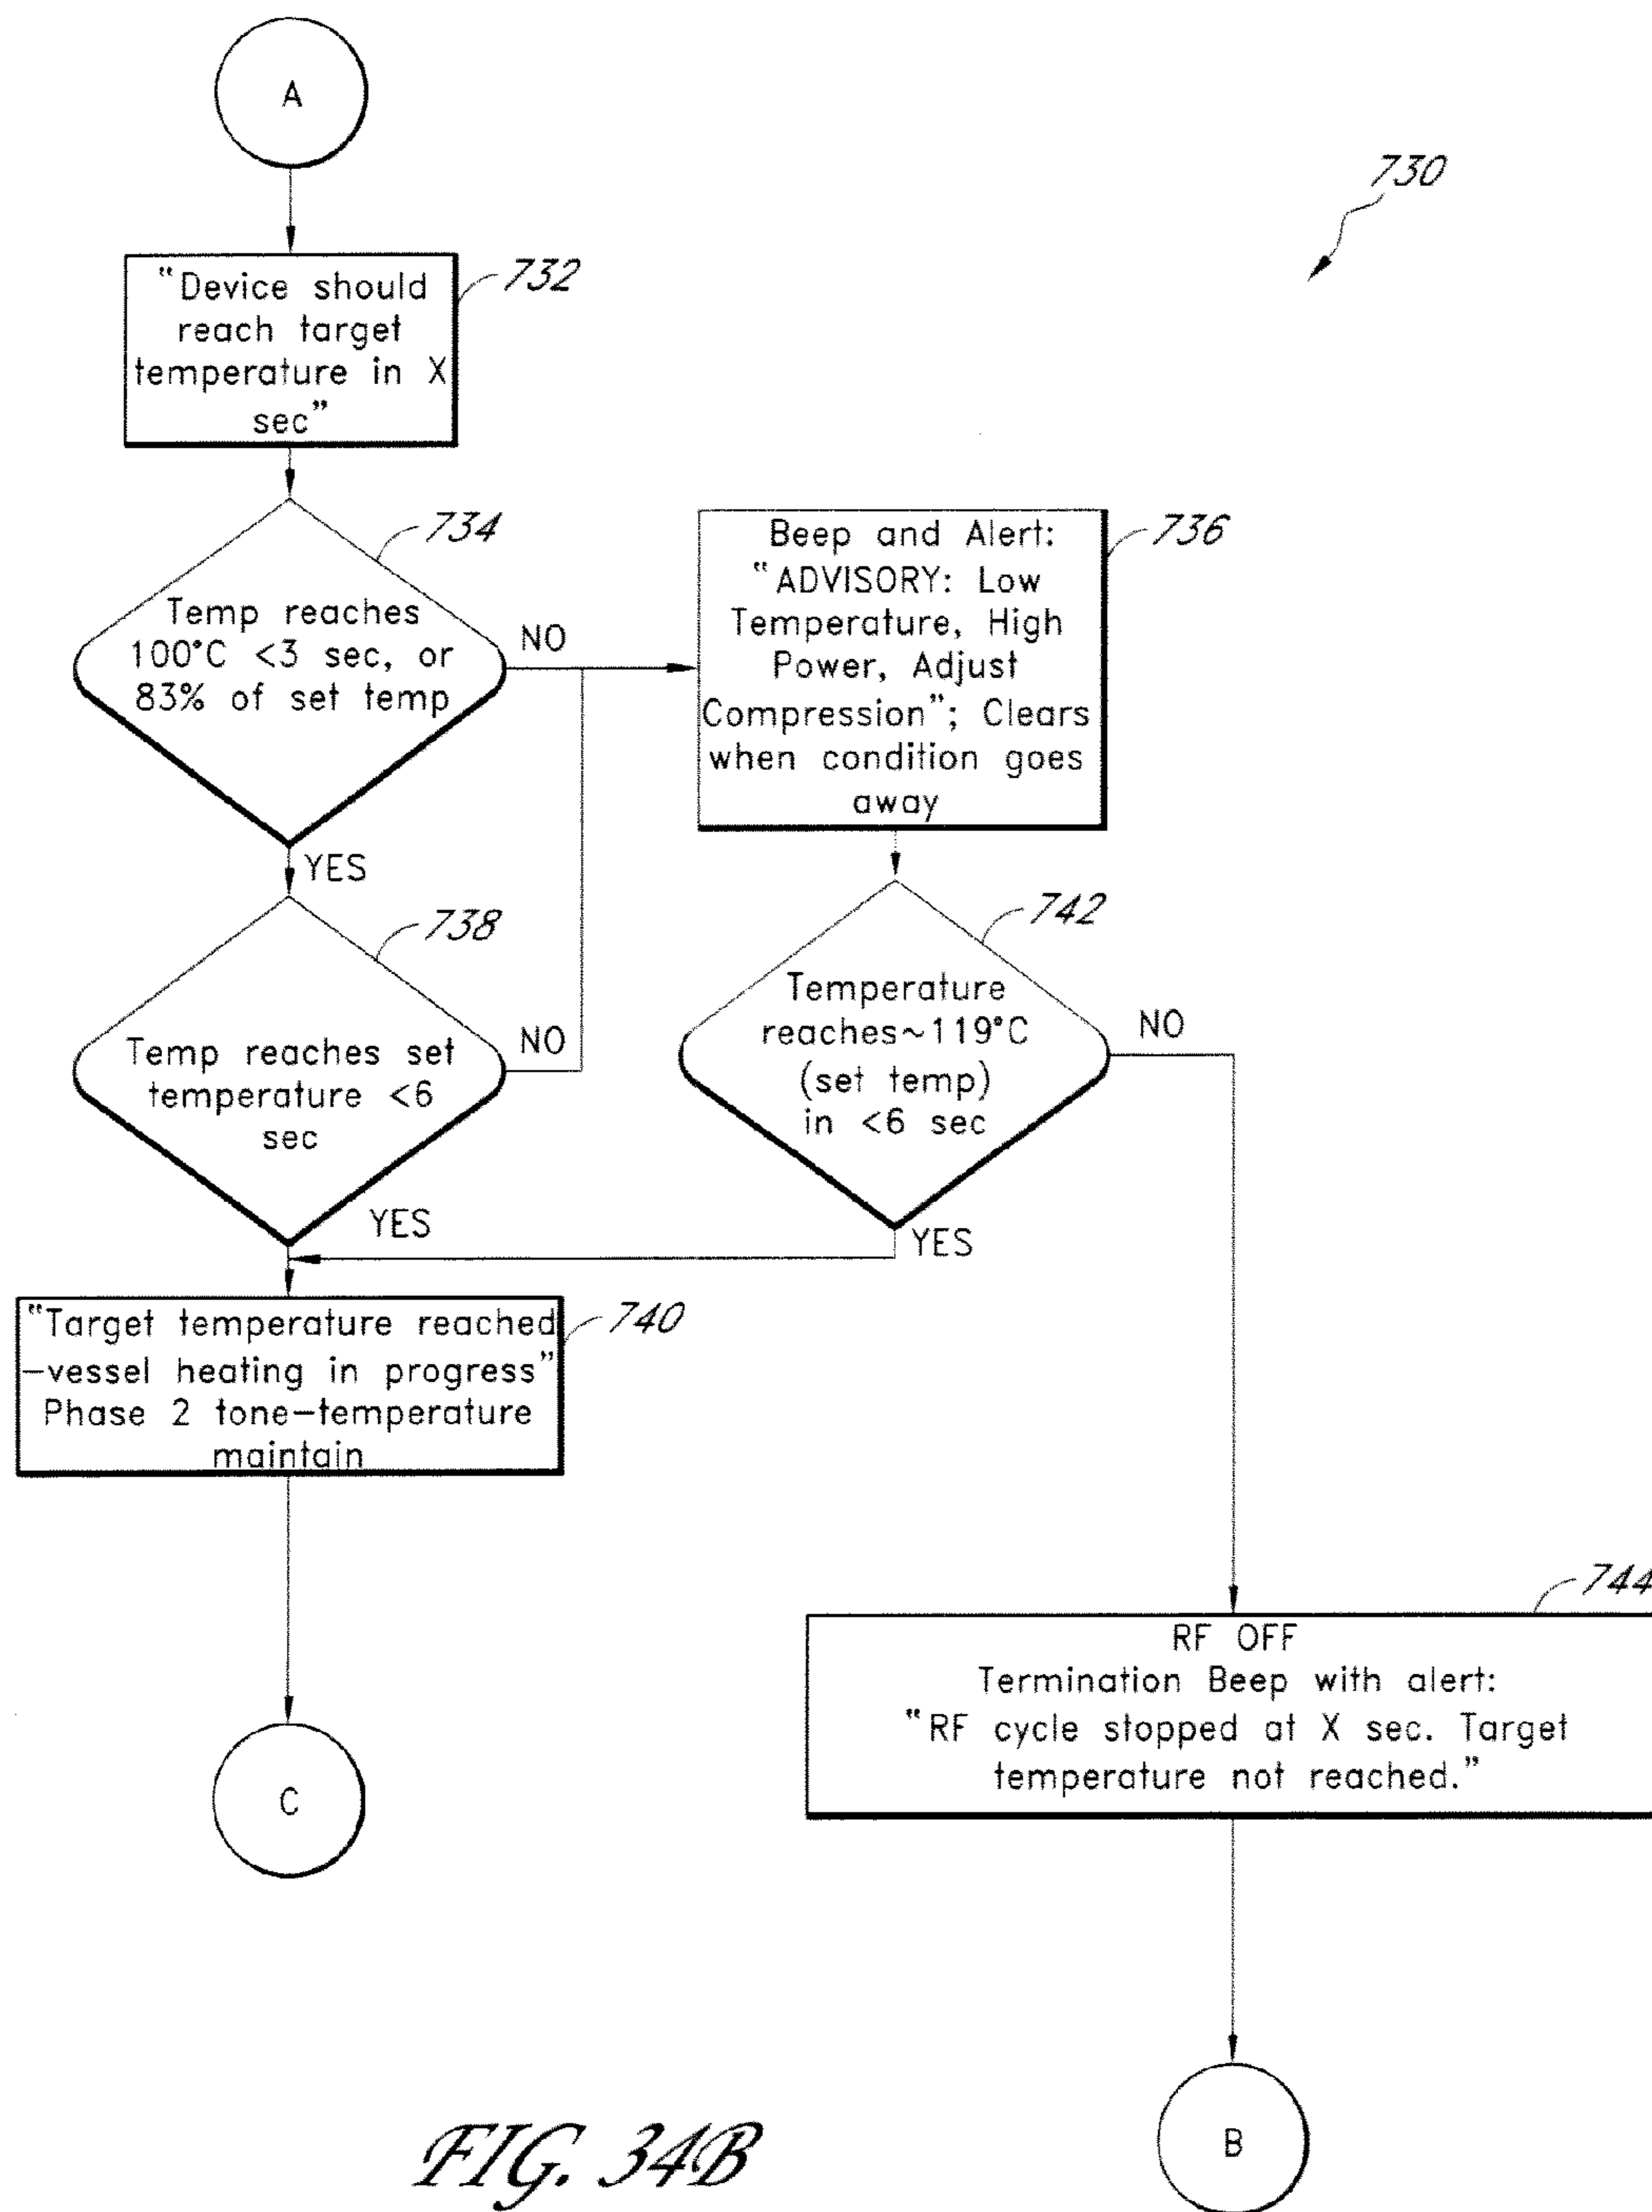 A
730
"Device should
reach target
temperature in X
sec"
732
734
Temp reaches
100°C <3 sec, or
83% of set temp
NO
YES
Beep and Alert:
"ADVISORY: Low
Temperature, High
Power, Adjust
Compression"; Clears
when condition goes
away
736
738
Temp reaches set
temperature <6
sec
NO
YES
742
Temperature
reaches~119°C
(set temp)
in <6 sec
NO
YES
"Target temperature reached
-vessel heating in progress"
Phase 2 tone-temperature
maintain
740
744
RF OFF
Termination Beep with alert:
"RF cycle stopped at X sec. Target
temperature not reached."
C
B
FIG. 34B